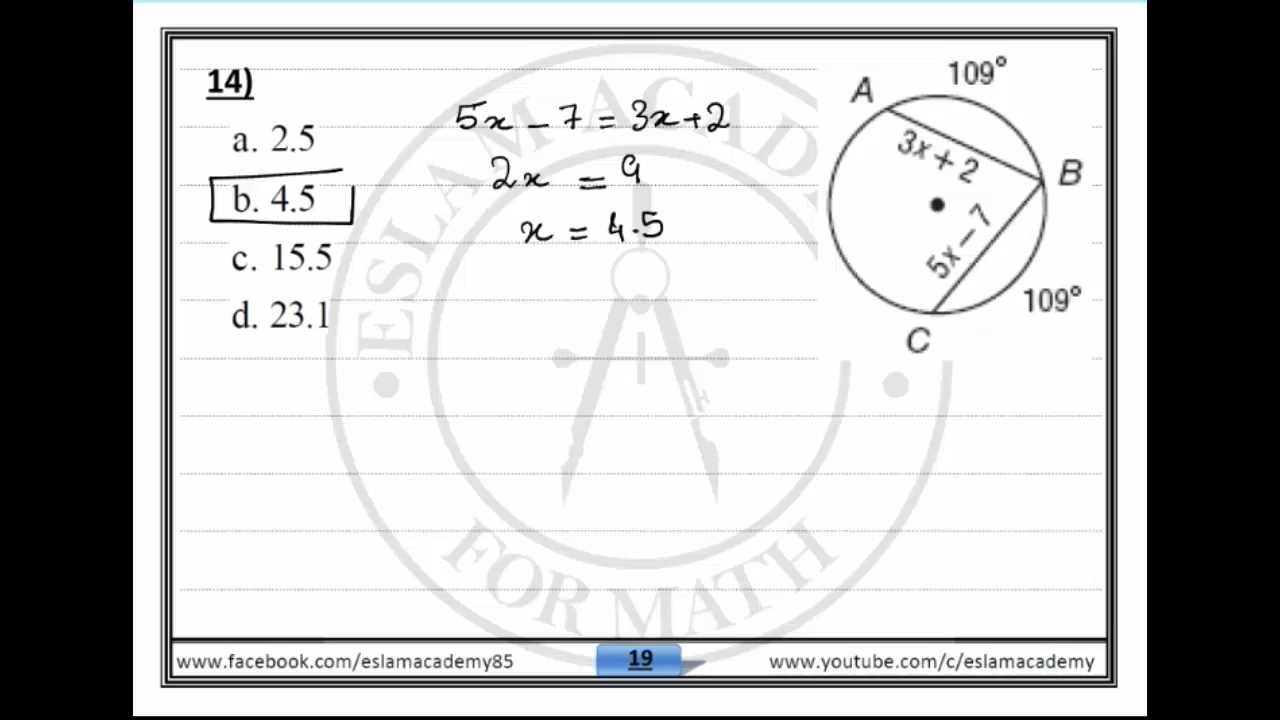 14)
a. 2.5
b. 4.5
c. 15.5
d. 23.1
5x - 7 = 3x + 2
2x = 9
x = 4.5
A
109°
3x + 2
B
5x - 7
109°
C
ESLAM ACAD
FOR MATH
www.facebook.com/eslamacademy85
19
www.youtube.com/c/eslamacademy